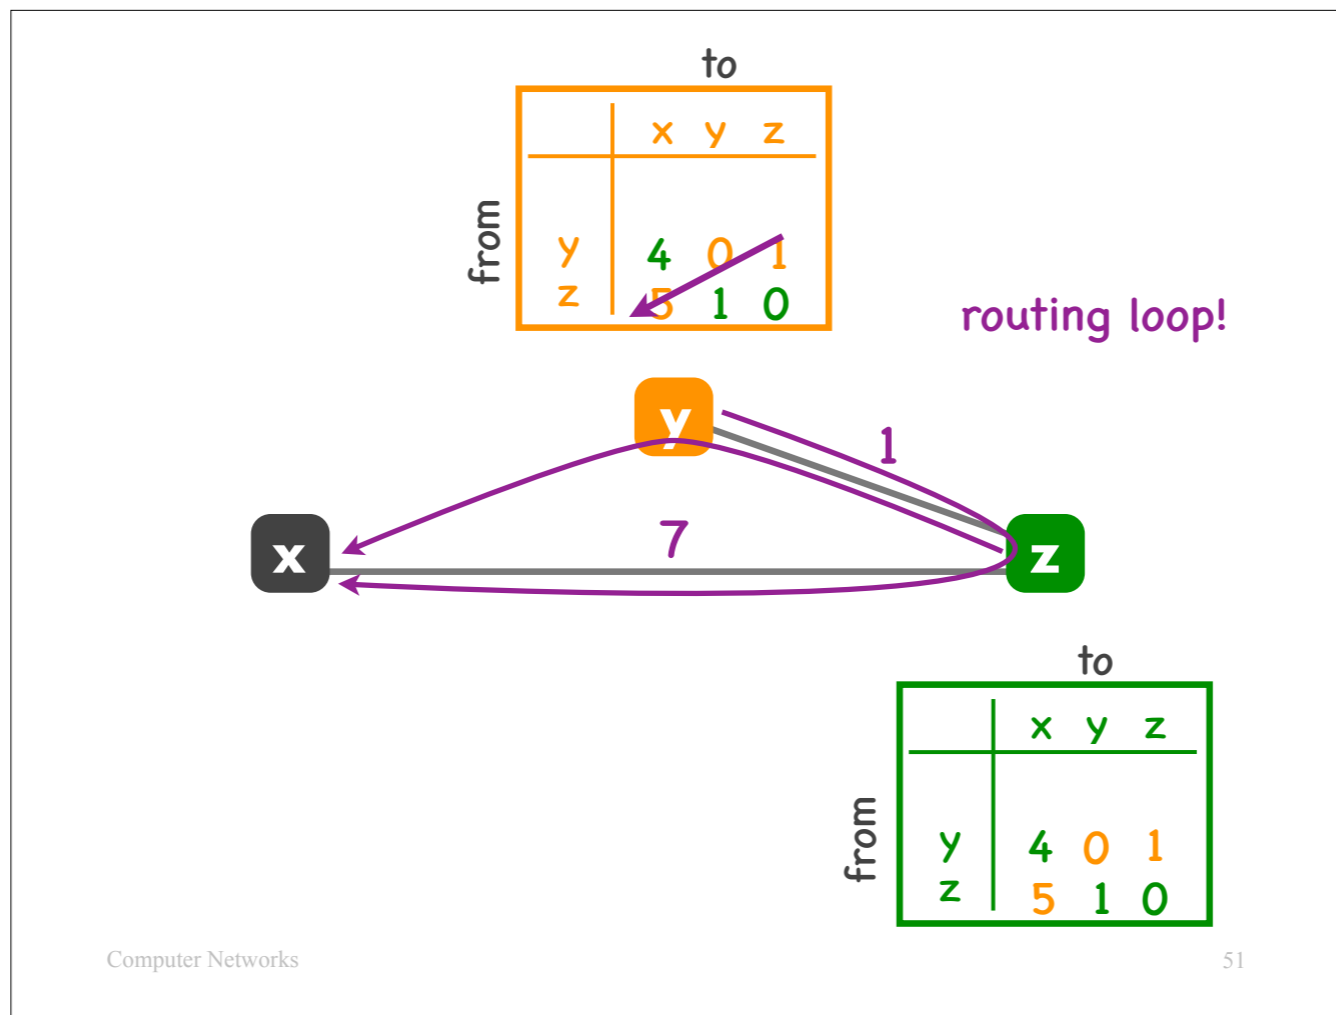 to
x y z
from
y 4 0 1
z 5 1 0
routing loop!
y
1
7
x
z
to
x y z
from
y 4 0 1
z 5 1 0
Computer Networks
51